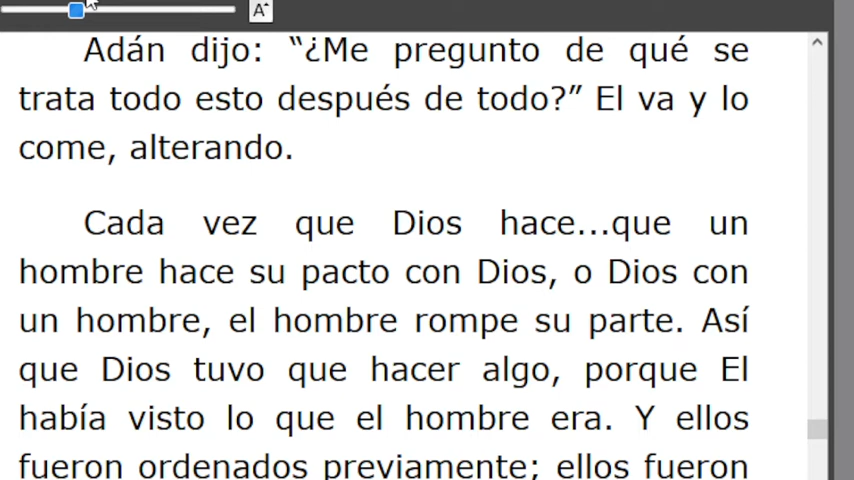 A
Adán dijo: “¿Me pregunto de qué se
trata todo esto después de todo?” El va y lo
come, alterando.
Cada vez que Dios hace...que un
hombre hace su pacto con Dios, o Dios con
un hombre, el hombre rompe su parte. Así
que Dios tuvo que hacer algo, porque El
había visto lo que el hombre era. Y ellos
fueron ordenados previamente; ellos fueron